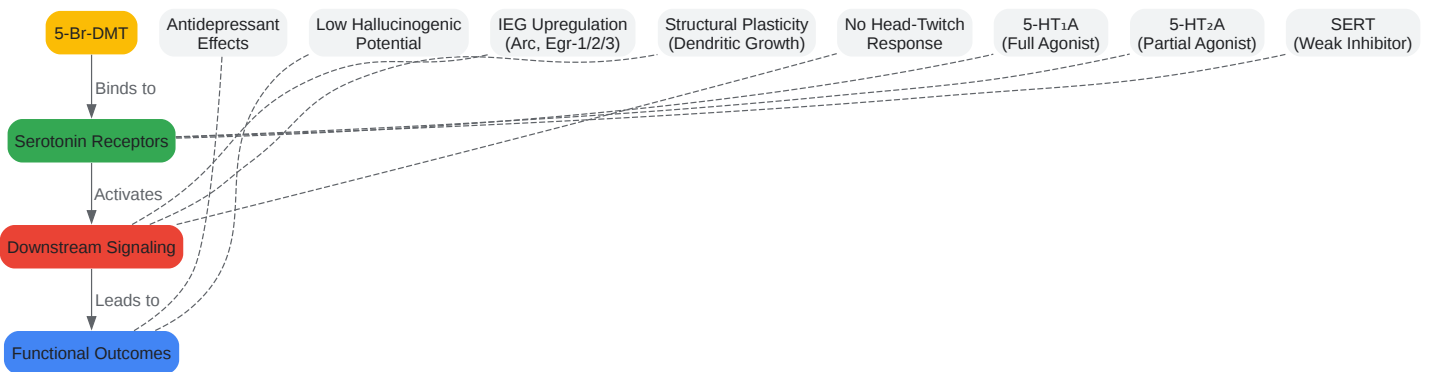 5-Br-DMT
Antidepressant
Effects
Low Hallucinogenic
Potential
IEG Upregulation
(Arc, Egr-1/2/3)
Structural Plasticity
(Dendritic Growth)
No Head-Twitch
Response
5-HT₁A
(Full Agonist)
5-HT₂A
(Partial Agonist)
SERT
(Weak Inhibitor)
Binds to
Serotonin Receptors
Activates
Downstream Signaling
Leads to
Functional Outcomes